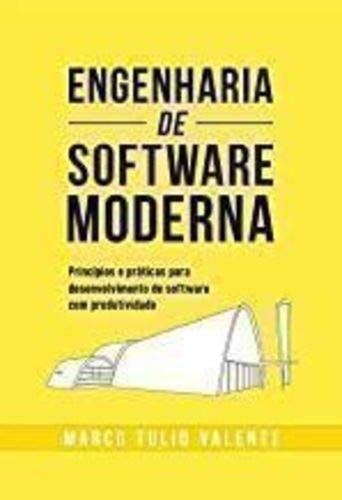 ENGENHARIA
DE
SOFTWARE
MODERNA
Princípios e práticas para
desenvolvimento de software
com produtividade
MARCO TULIO VALENTE